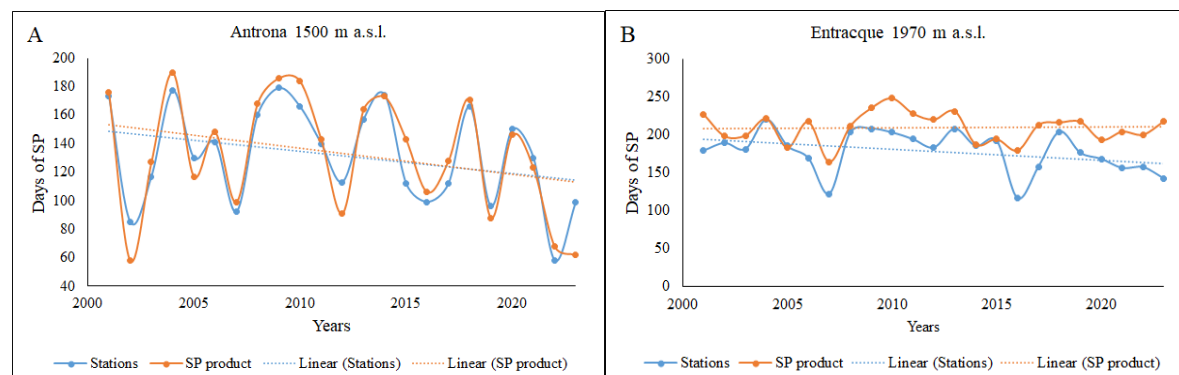 A
Antrona 1500 m a.s.l.
200
180
160
140
120
100
80
60
40
Days of SP
2000 2005 2010 2015 2020
Years
Stations SP product Linear (Stations) Linear (SP product)
B
Entracque 1970 m a.s.l.
300
250
200
150
100
50
0
Days of SP
2000 2005 2010 2015 2020
Years
Stations SP product Linear (Stations) Linear (SP product)